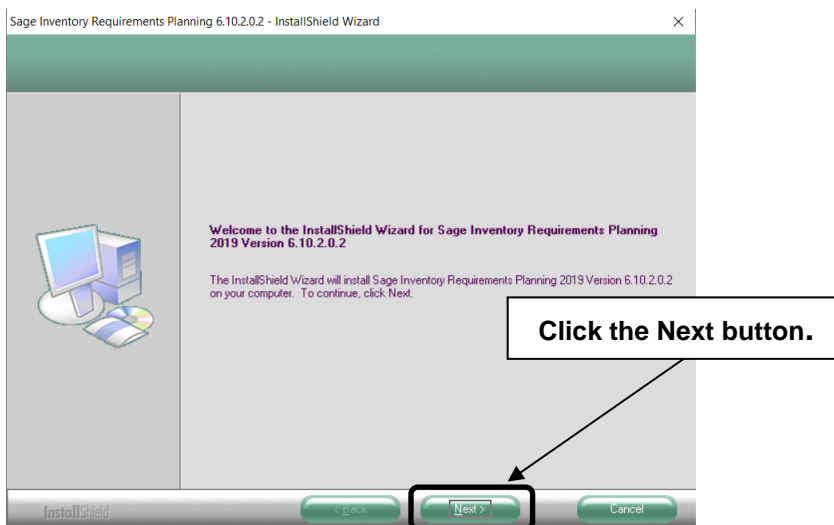 Sage Inventory Requirements Planning 6.10.2.0.2 - InstallShield Wizard
Welcome to the InstallShield Wizard for Sage Inventory Requirements Planning
2019 Version 6.10.2.0.2
The InstallShield Wizard will install Sage Inventory Requirements Planning 2019 Version 6.10.2.0.2
on your computer. To continue, click Next.
Click the Next button.
InstallShield
< Back
Next >
Cancel